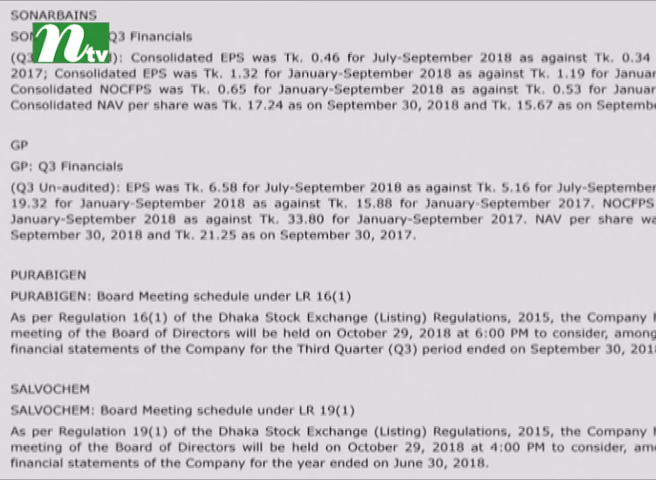 SONARBAINS
Q3 Financials
Consolidated EPS was Tk. 0.46 for July-September 2018 as against Tk. 0.34
2017; Consolidated EPS was Tk. 1.32 for January-September 2018 as against Tk. 1.19 for
Consolidated NOCFPS was Tk. 0.65 for January-September 2018 as against Tk. 0.53 for
Consolidated NAV per share was Tk. 17.24 as on September 30, 2018 and Tk. 15.67 as on
ntv
GP
GP: Q3 Financials
(Q3 Un-audited): EPS was Tk. 6.58 for July-September 2018 as against Tk. 5.16 for July-September
19.32 for January-September 2018 as against Tk. 15.88 for January-September 2017. NOCFPS
January-September 2018 as against Tk. 33.80 for January-September 2017. NAV per share
September 30, 2018 and Tk. 21.25 as on September 30, 2017.
PURABIGEN
PURABIGEN: Board Meeting schedule under LR 16(1)
As per Regulation 16(1) of the Dhaka Stock Exchange (Listing) Regulations, 2015, the Company
meeting of the Board of Directors will be held on October 29, 2018 at 6:00 PM to consider, among
financial statements of the Company for the Third Quarter (Q3) period ended on September 30,
SALVOCHEM
SALVOCHEM: Board Meeting schedule under LR 19(1)
As per Regulation 19(1) of the Dhaka Stock Exchange (Listing) Regulations, 2015, the Company
meeting of the Board of Directors will be held on October 29, 2018 at 4:00 PM to consider,
financial statements of the Company for the year ended on June 30, 2018.